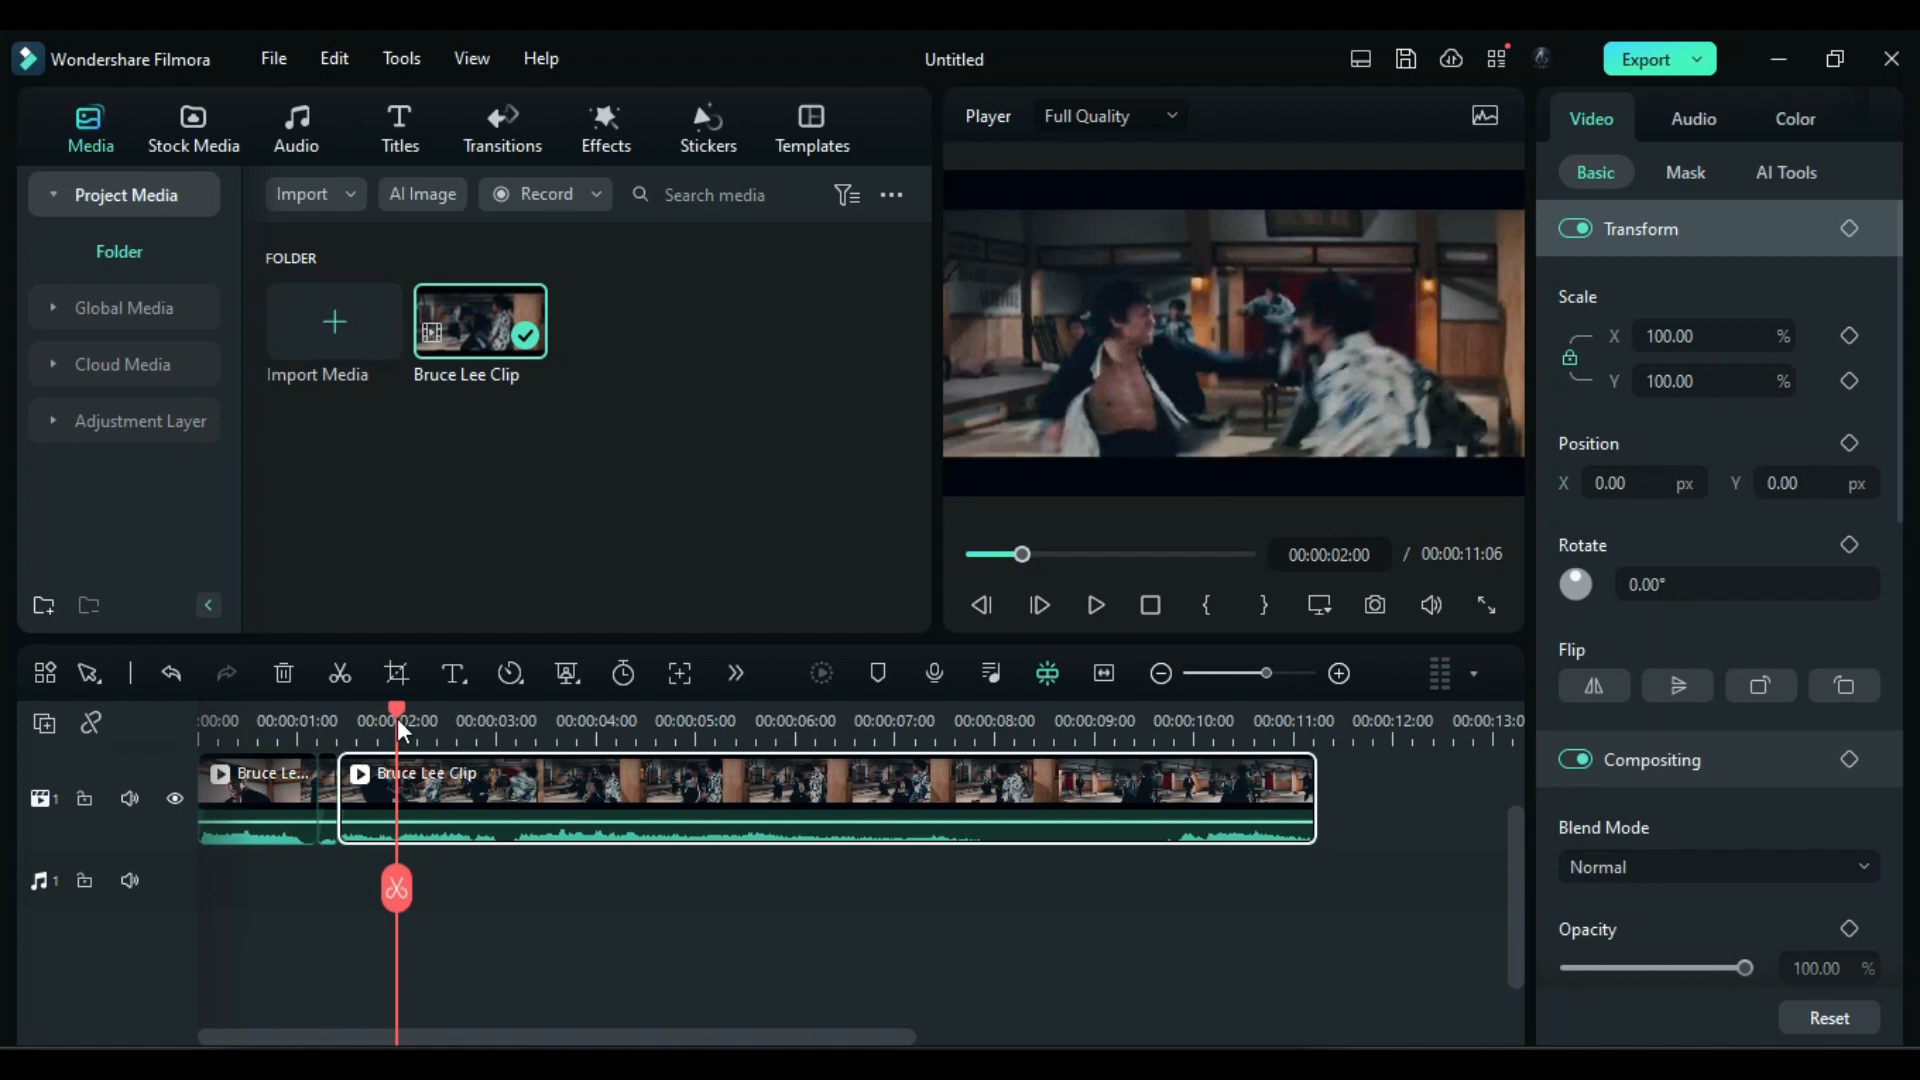 Wondershare Filmora File Edit Tools View Help Untitled Export
Media Stock Media Audio Titles Transitions Effects Stickers Templates
Project Media
Folder
Global Media
Cloud Media
Adjustment Layer
Import AI Image Record Search media
FOLDER
Import Media Bruce Lee Clip
Player Full Quality
00:00:02:00 / 00:00:11:06
Video Audio Color
Basic Mask AI Tools
Transform
Scale
X 100.00 %
Y 100.00 %
Position
X 0.00 px Y 0.00 px
Rotate
0.00°
Flip
Compositing
Blend Mode
Normal
Opacity
100.00 %
Reset
:00:00 00:00:01:00 00:00:02:00 00:00:03:00 00:00:04:00 00:00:05:00 00:00:06:00 00:00:07:00 00:00:08:00 00:00:09:00 00:00:10:00 00:00:11:00 00:00:12:00 00:00:13:0
1 Bruce Le... Bruce Lee Clip
1